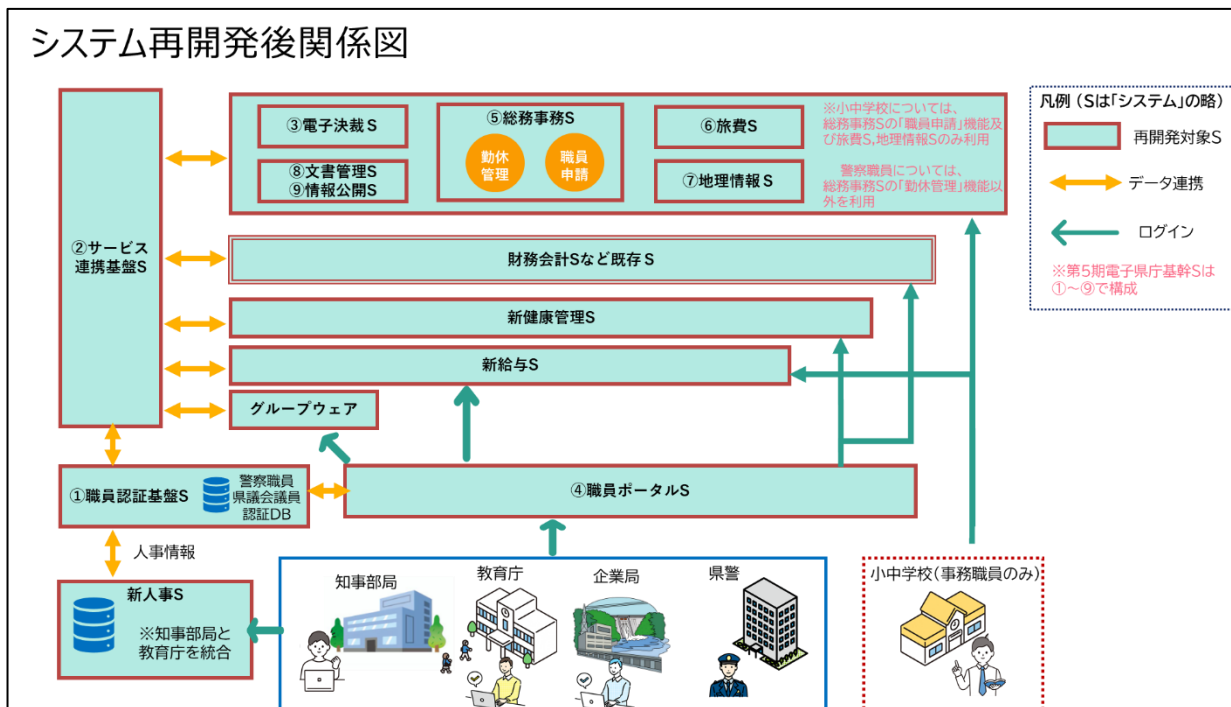 システム再開発後関係図
凡例 (Sは「システム」の略)
再開発対象S
データ連携
ログイン
※第5期電子県庁基幹Sは
①~⑨で構成
②サービス
連携基盤S
③電子決裁S
⑧文書管理S
⑨情報公開S
⑤総務事務S
勤休
管理
職員
申請
⑥旅費S
⑦地理情報S
※小中学校については、
総務事務Sの「職員申請」機能及
び旅費S,地理情報Sのみ利用
警察職員については、
総務事務Sの「勤休管理」機能以
外を利用
財務会計Sなど既存S
新健康管理S
新給与S
グループウェア
①職員認証基盤S
警察職員
県議会議員
認証DB
④職員ポータルS
人事情報
新人事S
※知事部局と
教育庁を統合
知事部局
教育庁
企業局
県警
小中学校(事務職員のみ)